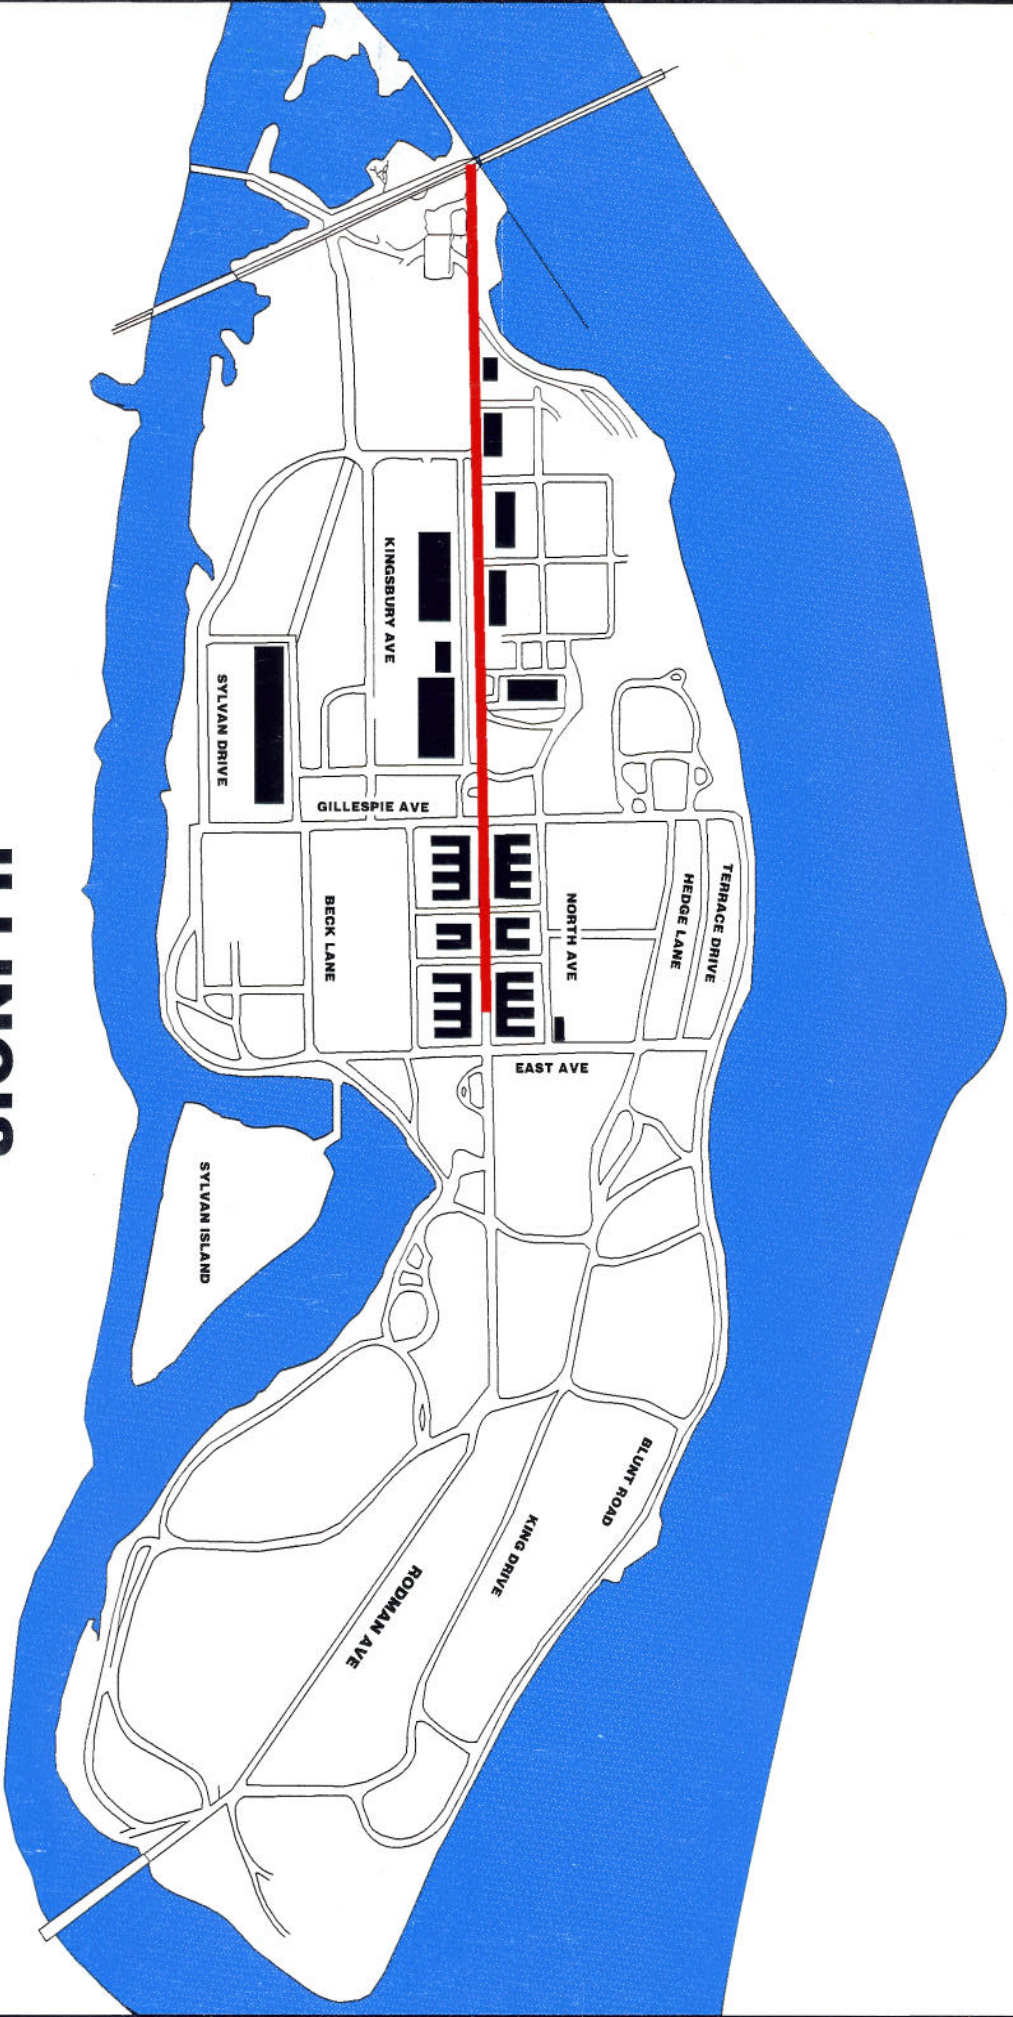 KINGSBURY AVE
SYLVAN DRIVE
GILLESPIE AVE
TERRACE DRIVE
HEDGE LANE
NORTH AVE
BECK LANE
EAST AVE
SYLVAN ISLAND
BLUNT ROAD
KING DRIVE
RODMAN AVE